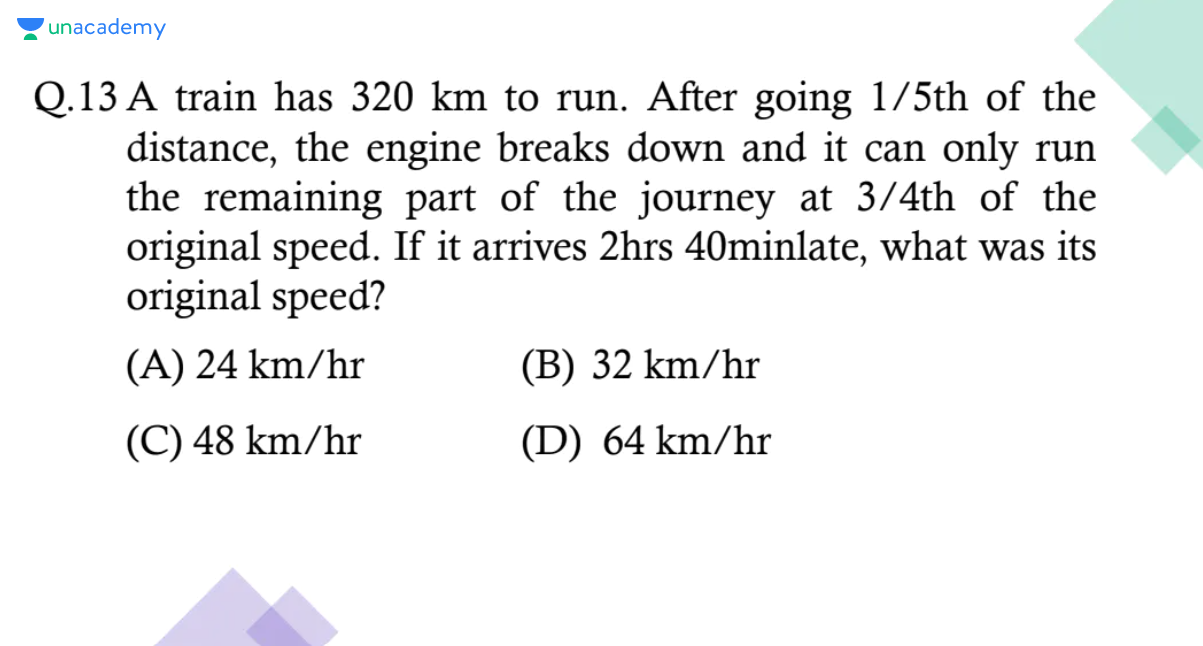 unacademy
Q.13 A train has 320 km to run. After going 1/5th of the
distance, the engine breaks down and it can only run
the remaining part of the journey at 3/4th of the
original speed. If it arrives 2hrs 40minlate, what was its
original speed?
(A) 24 km/hr (B) 32 km/hr
(C) 48 km/hr (D) 64 km/hr